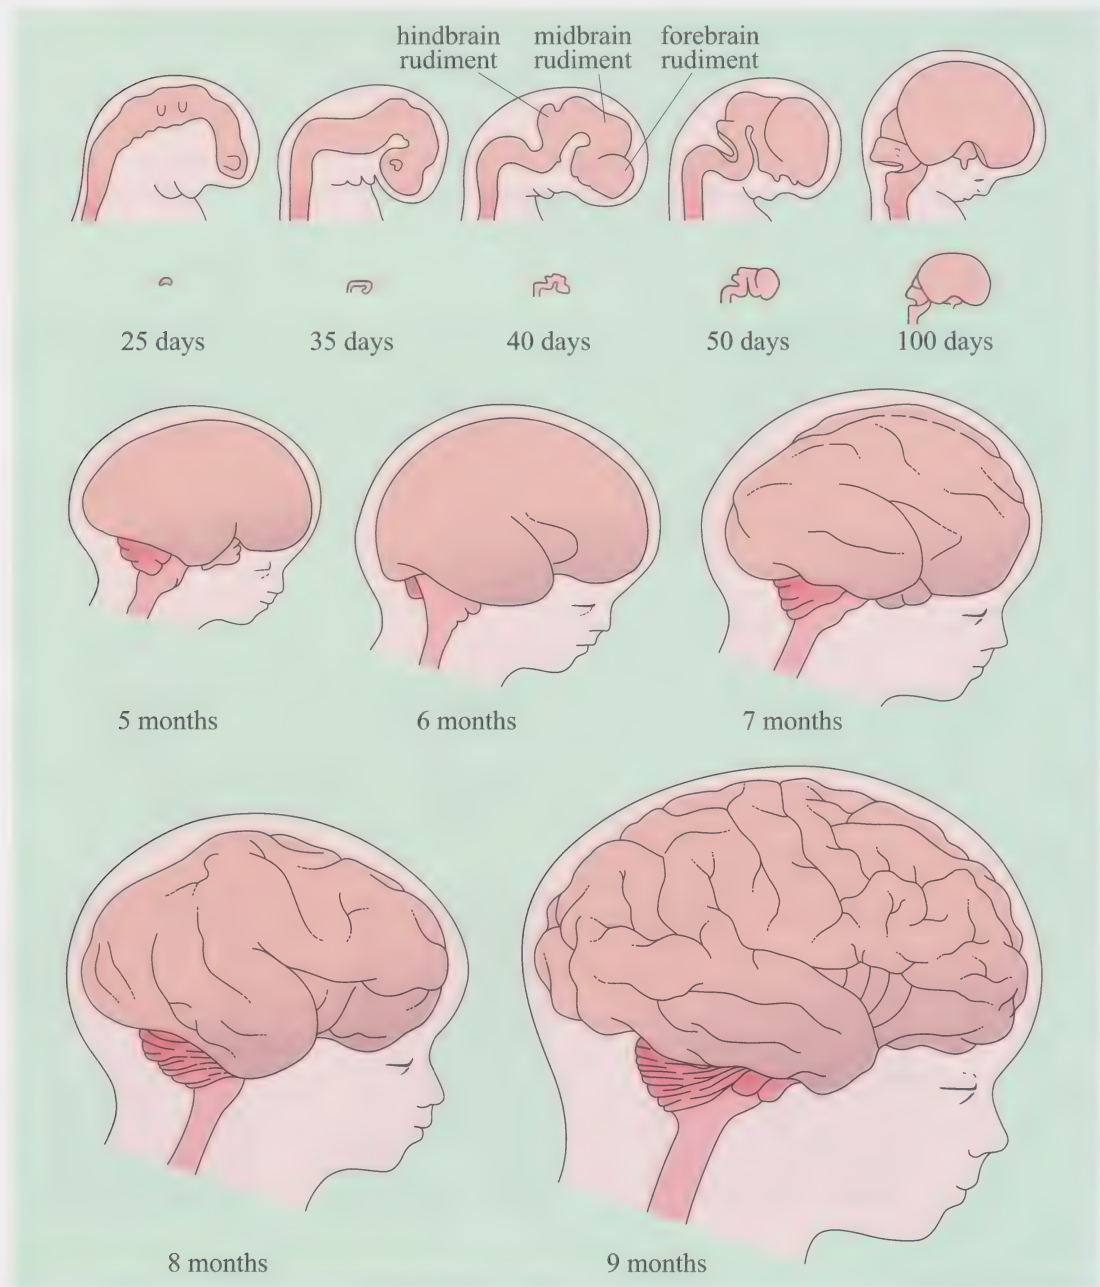 hindbrain midbrain forebrain
rudiment rudiment rudiment
25 days 35 days 40 days 50 days 100 days
5 months 6 months 7 months
8 months 9 months